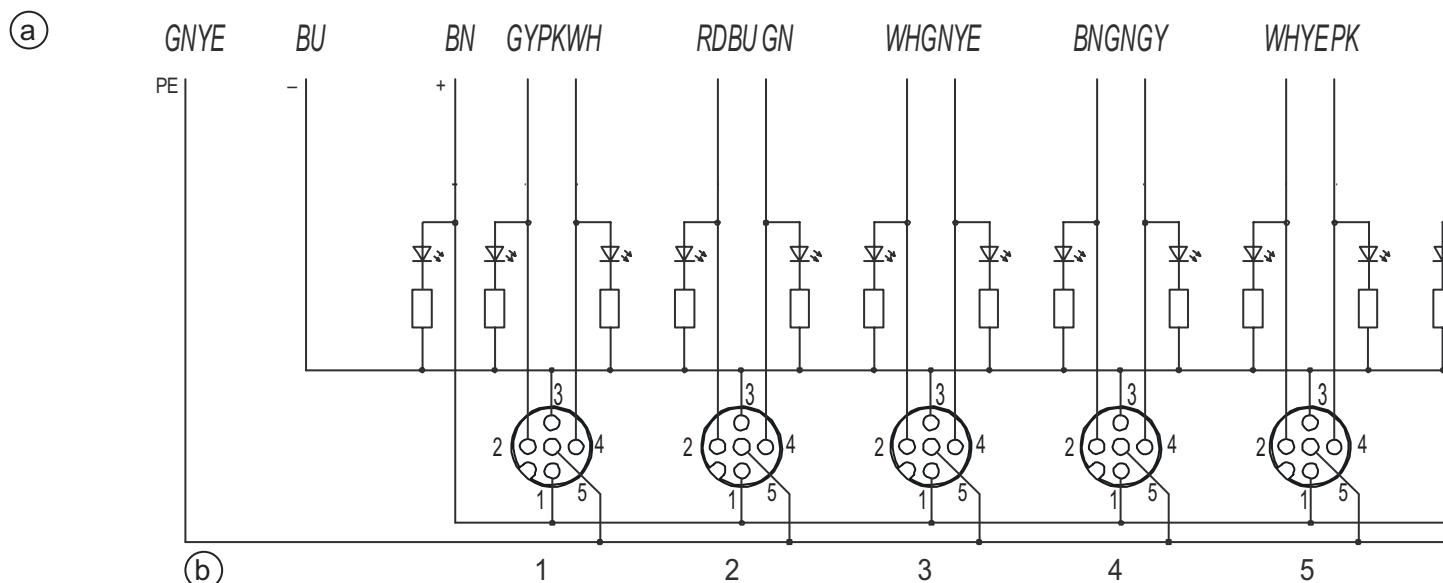 a GNYE BU BN GYPKWH RDBU GN WHGNYE BNGNGY WHYEPK
PE – +
3 3 3 3 3
2 4 2 4 2 4 2 4 2 4
1 5 1 5 1 5 1 5 1 5
b 1 2 3 4 5